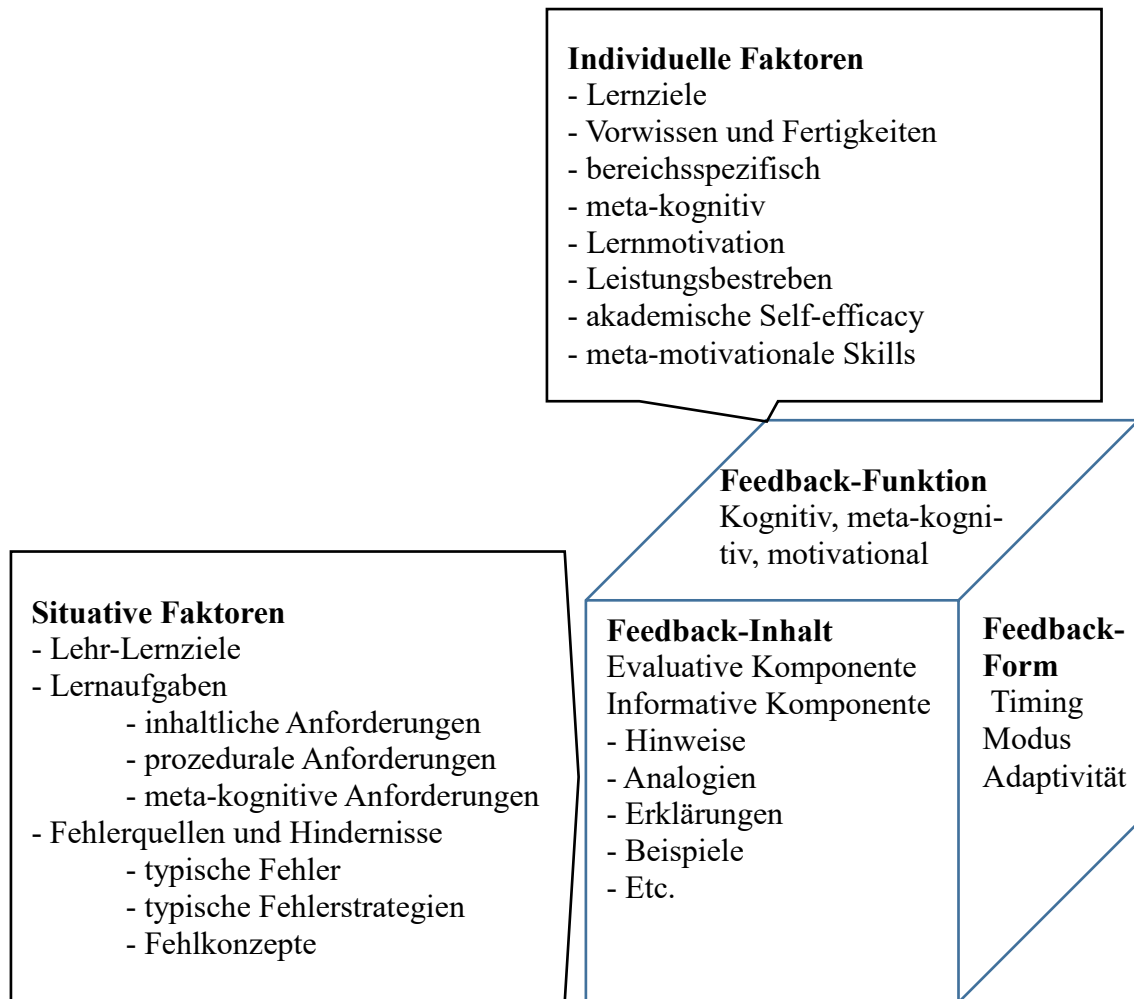 Individuelle Faktoren
- Lernziele
- Vorwissen und Fertigkeiten
- bereichsspezifisch
- meta-kognitiv
- Lernmotivation
- Leistungsbestreben
- akademische Self-efficacy
- meta-motivationale Skills
Feedback-Funktion
Kognitiv, meta-kogni-
tiv, motivational
Situative Faktoren
- Lehr-Lernziele
- Lernaufgaben
- inhaltliche Anforderungen
- prozedurale Anforderungen
- meta-kognitive Anforderungen
- Fehlerquellen und Hindernisse
- typische Fehler
- typische Fehlerstrategien
- Fehlkonzepte
Feedback-Inhalt
Evaluative Komponente
Informative Komponente
- Hinweise
- Analogien
- Erklärungen
- Beispiele
- Etc.
Feedback-
Form
Timing
Modus
Adaptivität